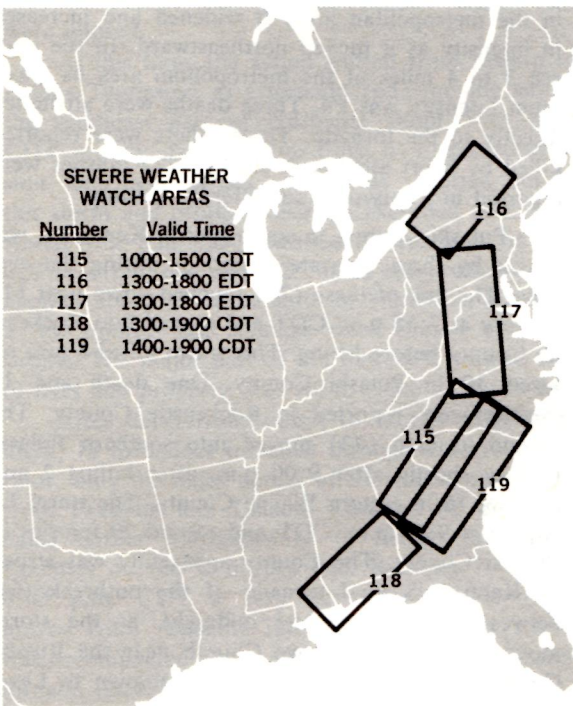 SEVERE WEATHER
WATCH AREAS
Number Valid Time
115 1000-1500 CDT
116 1300-1800 EDT
117 1300-1800 EDT
118 1300-1900 CDT
119 1400-1900 CDT
116
117
115
119
118